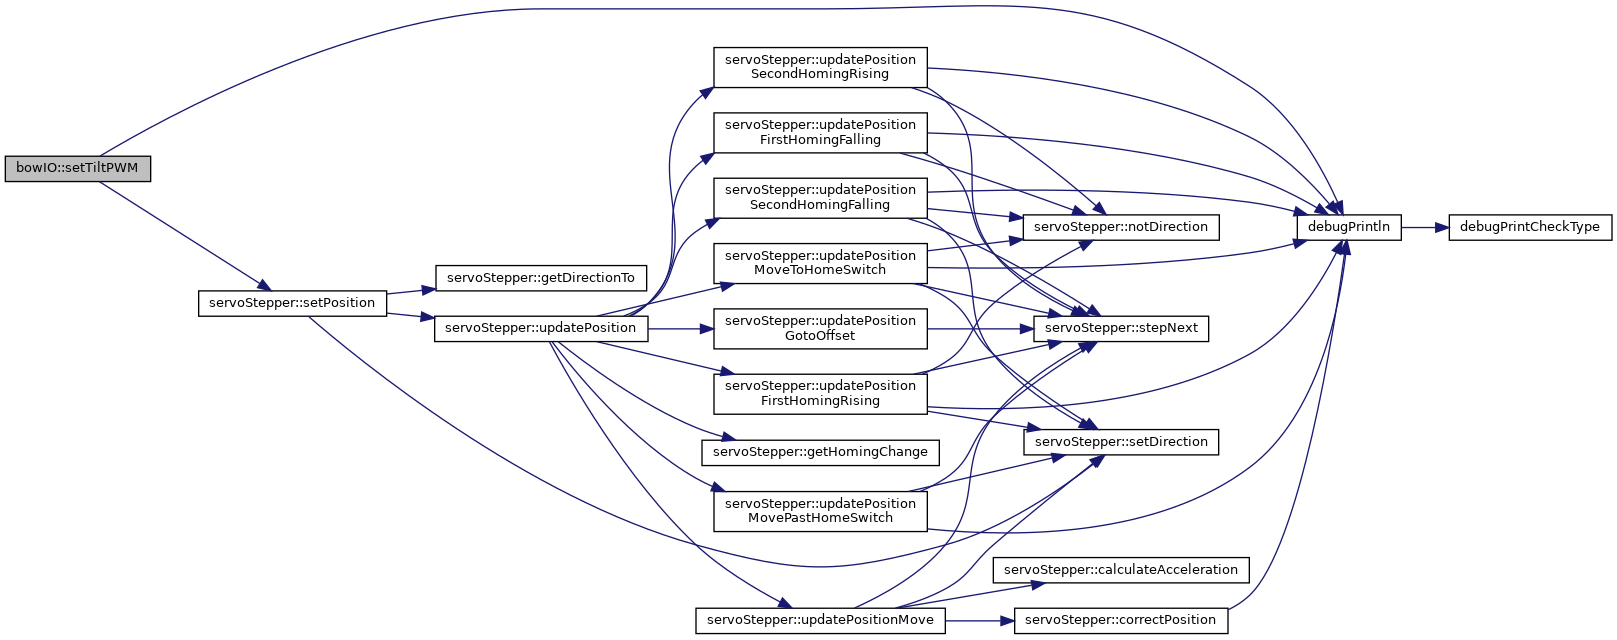 bowIO::setTiltPWM
servoStepper::setPosition
servoStepper::getDirectionTo
servoStepper::updatePosition
servoStepper::updatePosition
SecondHomingRising
servoStepper::updatePosition
FirstHomingFalling
servoStepper::updatePosition
SecondHomingFalling
servoStepper::updatePosition
MoveToHomeSwitch
servoStepper::updatePosition
GotoOffset
servoStepper::updatePosition
FirstHomingRising
servoStepper::getHomingChange
servoStepper::updatePosition
MovePastHomeSwitch
servoStepper::updatePositionMove
servoStepper::notDirection
servoStepper::stepNext
servoStepper::setDirection
servoStepper::calculateAcceleration
servoStepper::correctPosition
debugPrintln
debugPrintCheckType